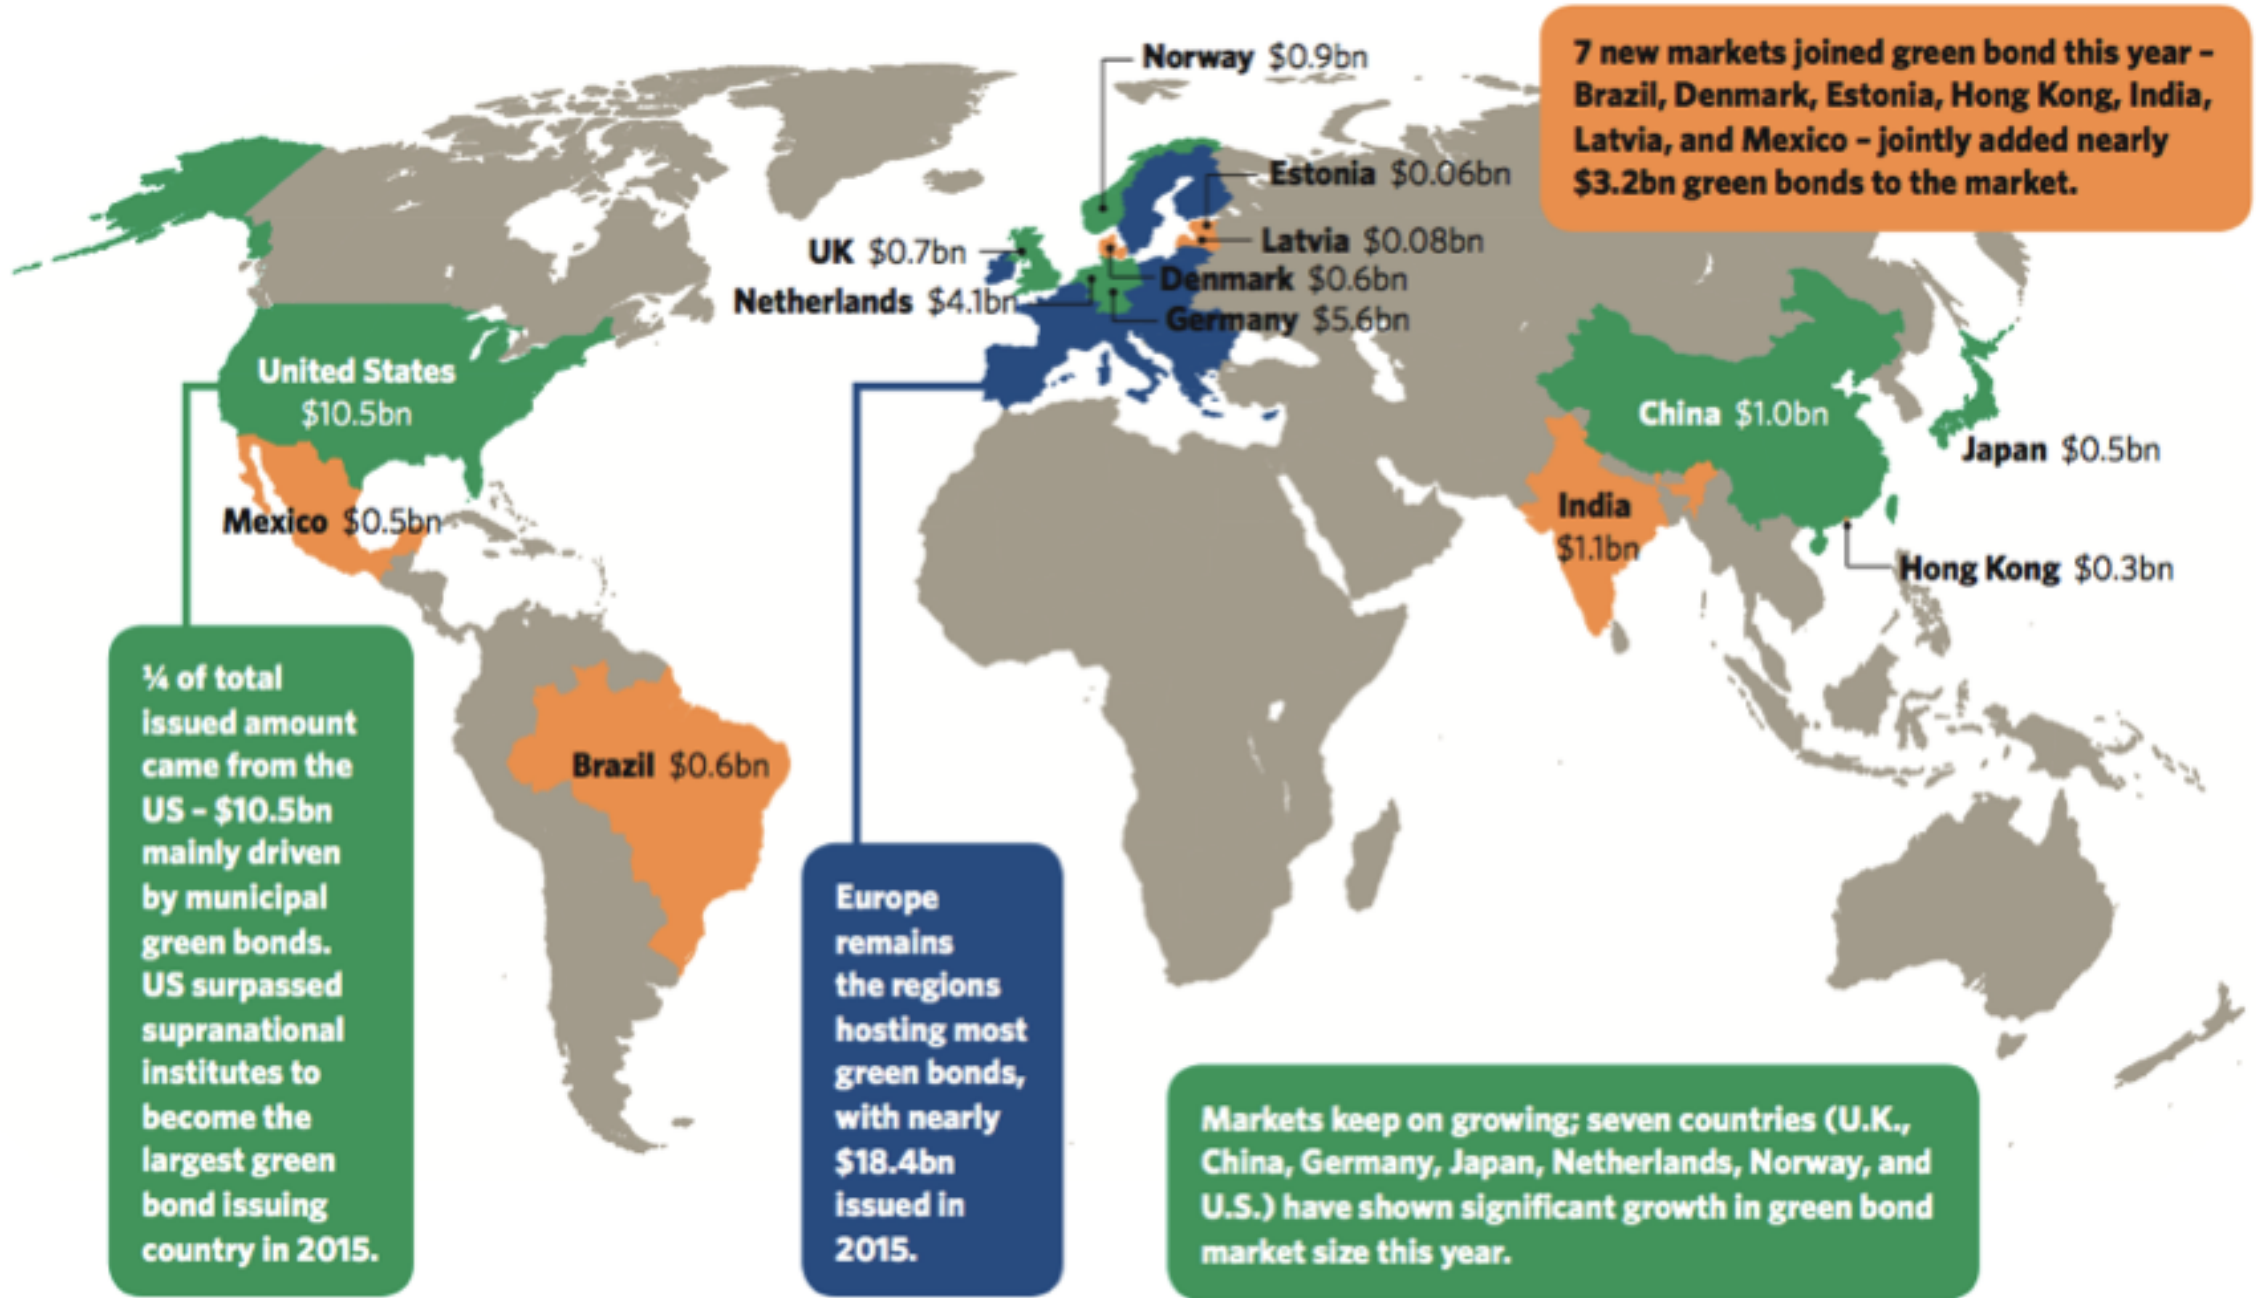 Norway $0.9bn
7 new markets joined green bond this year –
Brazil, Denmark, Estonia, Hong Kong, India,
Latvia, and Mexico – jointly added nearly
$3.2bn green bonds to the market.
Estonia $0.06bn
UK $0.7bn
Latvia $0.08bn
Denmark $0.6bn
Netherlands $4.1bn
Germany $5.6bn
United States
$10.5bn
China $1.0bn
Japan $0.5bn
Mexico $0.5bn
India
$1.1bn
Hong Kong $0.3bn
Brazil $0.6bn
¼ of total
issued amount
came from the
US – $10.5bn
mainly driven
by municipal
green bonds.
US surpassed
supranational
institutes to
become the
largest green
bond issuing
country in 2015.
Europe
remains
the regions
hosting most
green bonds,
with nearly
$18.4bn
issued in
2015.
Markets keep on growing; seven countries (U.K.,
China, Germany, Japan, Netherlands, Norway, and
U.S.) have shown significant growth in green bond
market size this year.